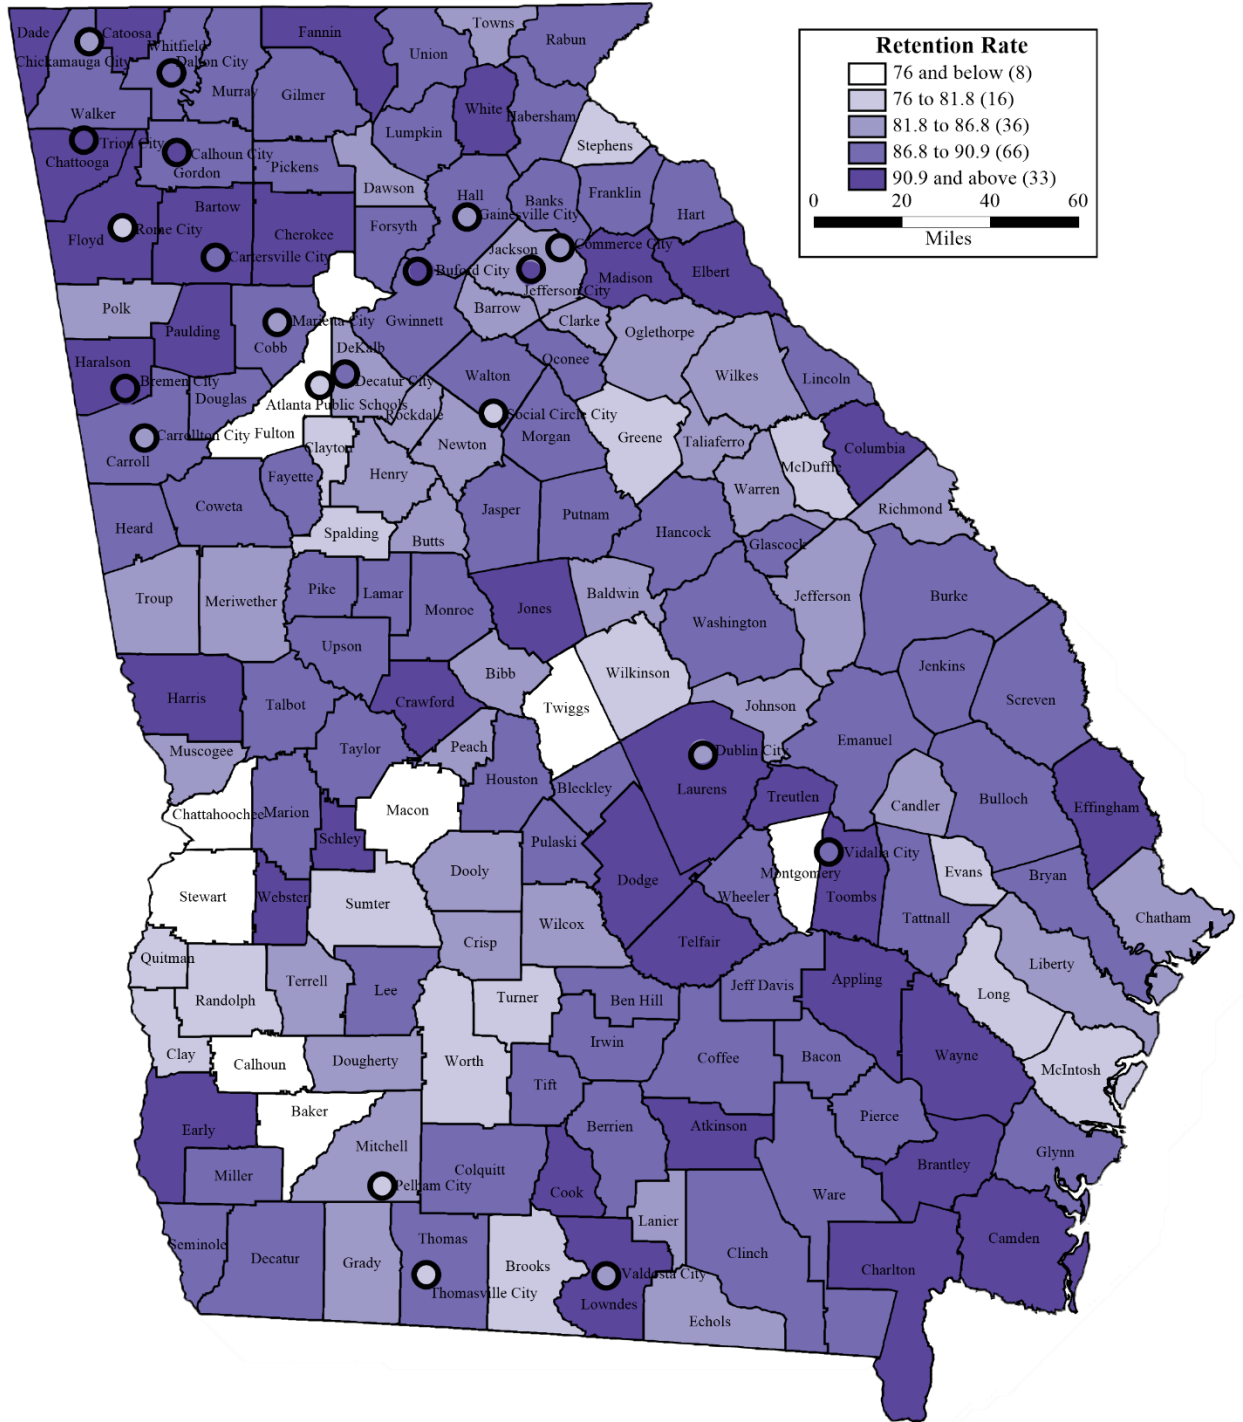 Retention Rate
76 and below (8)
76 to 81.8 (16)
81.8 to 86.8 (36)
86.8 to 90.9 (66)
90.9 and above (33)
0 20 40 60
Miles
Dade
Catoosa
Chickamauga City
Whitfield
Dalton City
Murray
Fannin
Gilmer
Union
Towns
Rabun
Walker
Trion City
Chattooga
Calhoun City
Gordon
Pickens
Lumpkin
White
Habersham
Stephens
Dawson
Floyd
Rome City
Bartow
Cartersville City
Cherokee
Forsyth
Hall
Gainesville City
Banks
Franklin
Hart
Jackson
Commerce City
Jefferson City
Buford City
Madison
Elbert
Polk
Paulding
Marietta City
Cobb
Gwinnett
Barrow
Clarke
Oglethorpe
Haralson
Bremen City
Douglas
DeKalb
Decatur City
Atlanta Public Schools
Rockdale
Walton
Oconee
Wilkes
Lincoln
Carrollton City
Carroll
Fulton
Clayton
Newton
Social Circle City
Morgan
Greene
Taliaferro
McDuffie
Columbia
Heard
Coweta
Fayette
Henry
Spalding
Butts
Jasper
Putnam
Hancock
Warren
Glascock
Richmond
Troup
Meriwether
Pike
Lamar
Monroe
Jones
Baldwin
Washington
Jefferson
Burke
Upson
Harris
Talbot
Crawford
Bibb
Twiggs
Wilkinson
Johnson
Jenkins
Screven
Emanuel
Muscogee
Taylor
Peach
Houston
Bleckley
Dublin City
Laurens
Treutlen
Candler
Bulloch
Effingham
Chattahoochee
Marion
Schley
Macon
Pulaski
Dooly
Dodge
Montgomery
Vidalia City
Toombs
Wheeler
Evans
Bryan
Tattnall
Chatham
Stewart
Webster
Sumter
Crisp
Wilcox
Telfair
Liberty
Long
McIntosh
Quitman
Randolph
Terrell
Lee
Turner
Ben Hill
Jeff Davis
Appling
Wayne
Clay
Calhoun
Dougherty
Worth
Irwin
Coffee
Bacon
Pierce
Early
Baker
Mitchell
Tift
Berrien
Atkinson
Brantley
Glynn
Miller
Pelham City
Colquitt
Cook
Ware
Lanier
Clinch
Camden
Charlton
Seminole
Decatur
Grady
Thomas
Thomasville City
Brooks
Valdosta City
Lowndes
Echols